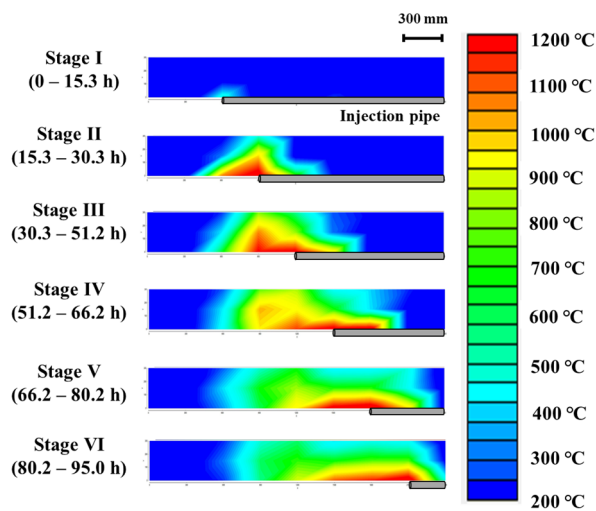 300 mm
Stage I
(0 – 15.3 h)
Injection pipe
Stage II
(15.3 – 30.3 h)
Stage III
(30.3 – 51.2 h)
Stage IV
(51.2 – 66.2 h)
Stage V
(66.2 – 80.2 h)
Stage VI
(80.2 – 95.0 h)
1200 °C
1100 °C
1000 °C
900 °C
800 °C
700 °C
600 °C
500 °C
400 °C
300 °C
200 °C